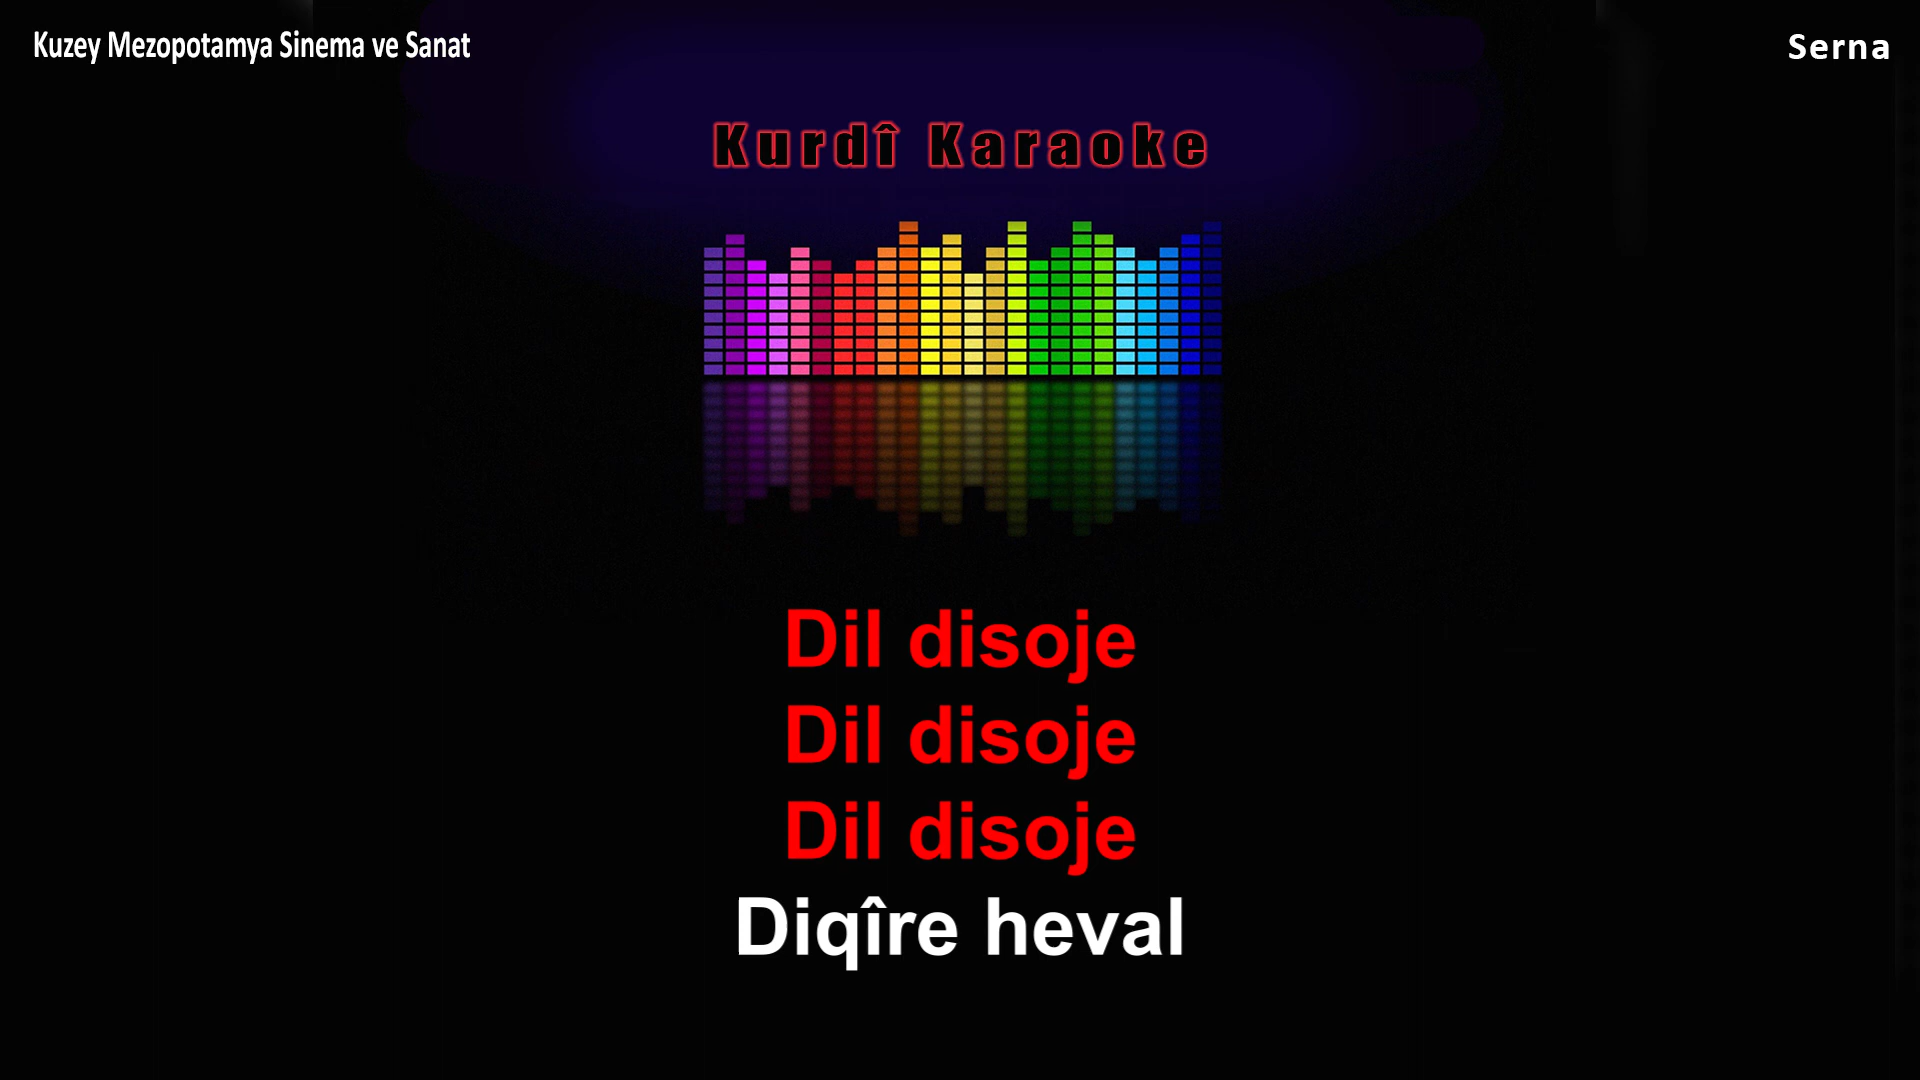 Kuzey Mezopotamya Sinema ve Sanat
Serna
Kurdî Karaoke
Dil disoje
Dil disoje
Dil disoje
Diqîre heval